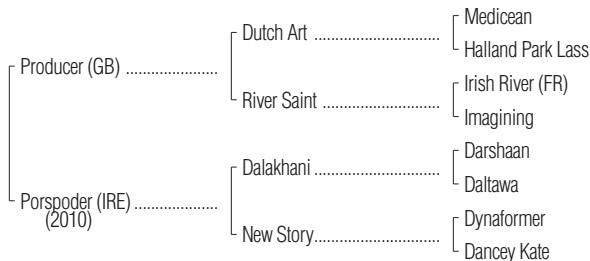 Medicean
Dutch Art ..............................
Halland Park Lass
Producer (GB) ......................
Irish River (FR)
River Saint .............................
Imagining
Darshaan
Dalakhani ..............................
Daltawa
Porspoder (IRE) ....................
(2010)
Dynaformer
New Story..............................
Dancey Kate